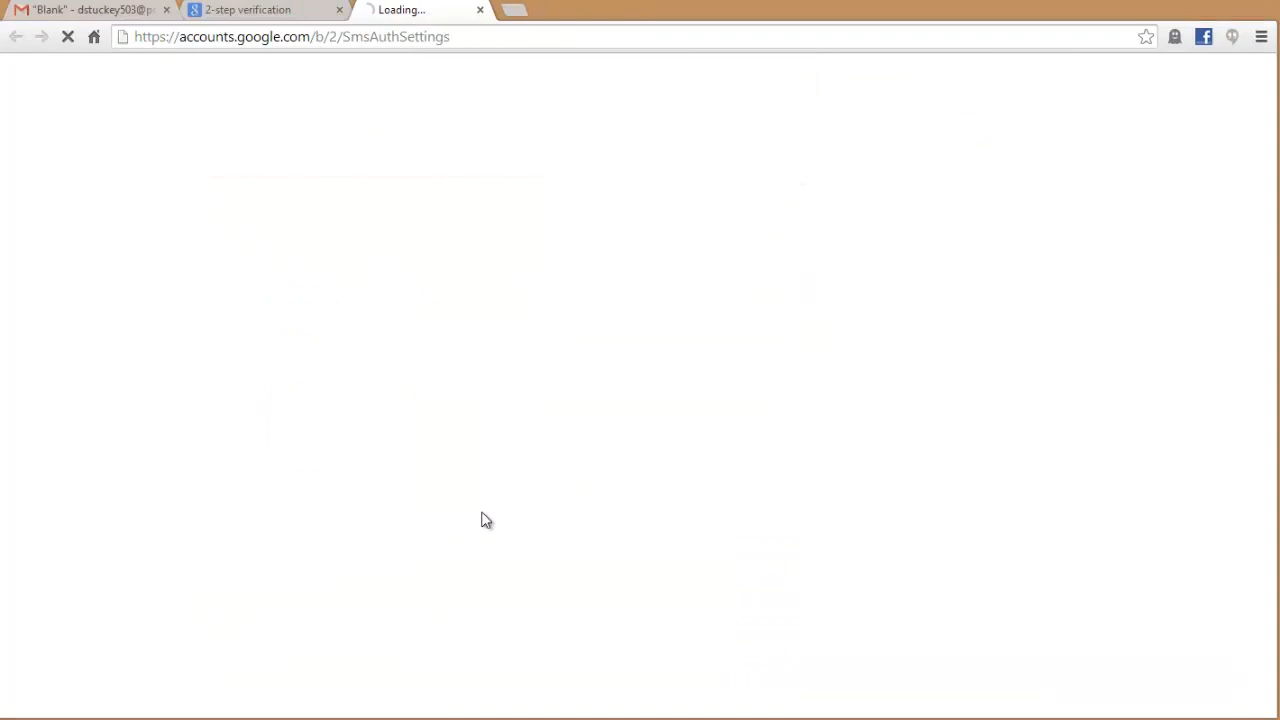 "Blank" - dstuckey503@p
2-step verification
Loading...
https://accounts.google.com/b/2/SmsAuthSettings